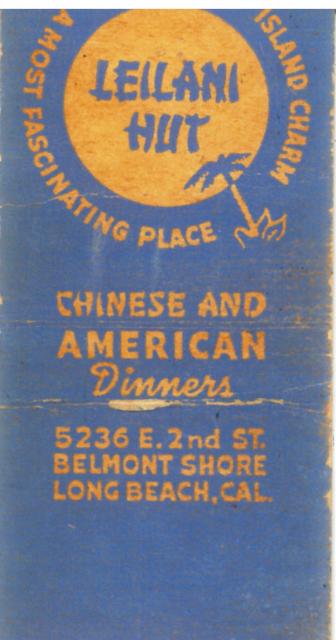 A MOST FASCINATING PLACE
ISLAND CHARM
LEILANI
HUT
CHINESE AND
AMERICAN
Dinners
5236 E. 2nd ST.
BELMONT SHORE
LONG BEACH, CAL.